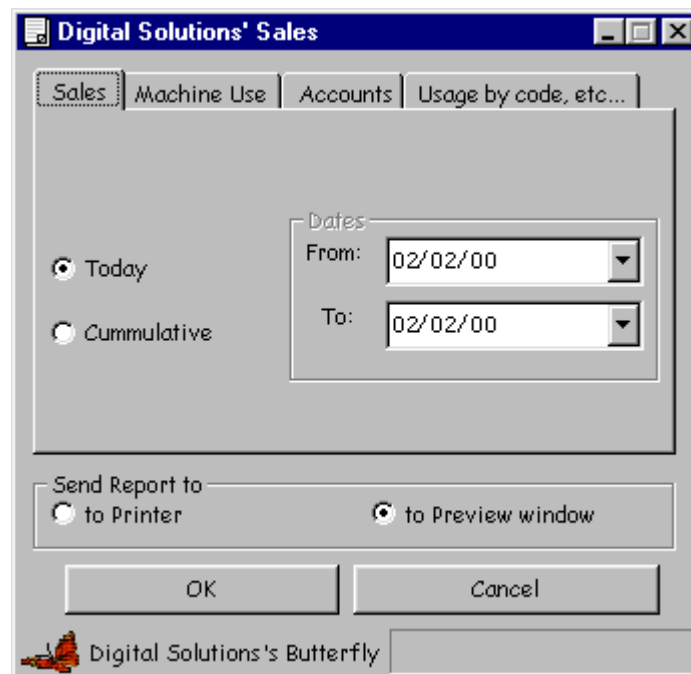 Digital Solutions' Sales
Sales Machine Use Accounts Usage by code, etc...
Dates
From: 02/02/00
Today
To: 02/02/00
Cummulative
Send Report to
to Printer to Preview window
OK Cancel
Digital Solutions's Butterfly